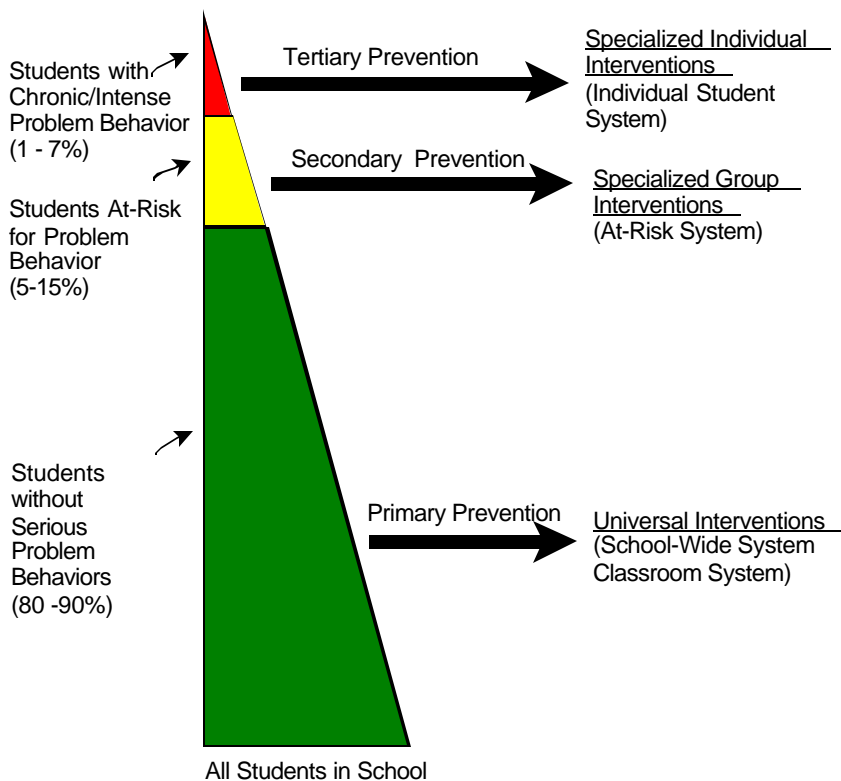 Students with
Chronic/Intense
Problem Behavior
(1 - 7%)
Tertiary Prevention
Specialized Individual
Interventions
(Individual Student
System)
Students At-Risk
for Problem
Behavior
(5-15%)
Secondary Prevention
Specialized Group
Interventions
(At-Risk System)
Students
without
Serious
Problem
Behaviors
(80 -90%)
Primary Prevention
Universal Interventions
(School-Wide System
Classroom System)
All Students in School